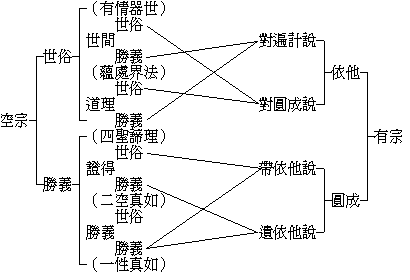 （有情器世）
世俗
世間
勝義
（蘊處界法）
世俗
道理
勝義
（四聖諦理）
世俗
證得
勝義
（二空真如）
世俗
勝義
勝義
（一性真如）
世俗
勝義
空宗
對遍計說
對圓成說
帶依他說
遺依他說
依他
圓成
有宗